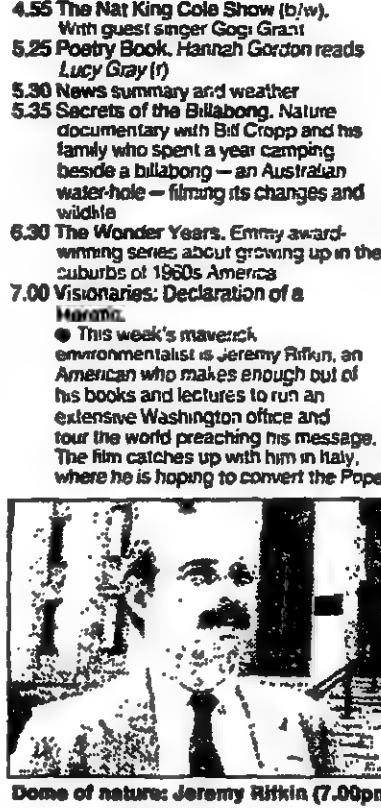 4.55 The Nat King Cole Show (b/w).
With guest singer Gogi Grant
5.25 Poetry Book. Hannah Gordon reads
Lucy Gray (r)
5.30 News summary and weather
5.35 Secrets of the Billabong. Nature
documentary with Ben Cropp and his
family who spent a year camping
beside a billabong — an Australian
water-hole — filming its changes and
wildlife
6.30 The Wonder Years. Emmy award-
winning series about growing up in the
suburbs of 1960s America
7.00 Visionaries: Declaration of a
Heretic.
● This week's maverick
environmentalist is Jeremy Rifkin, an
American who makes enough out of
his books and lectures to run an
extensive Washington office and
tour the world preaching his message.
The film catches up with him in Italy,
where he is hoping to convert the Pope
Dome of nature: Jeremy Rifkin (7.00pm